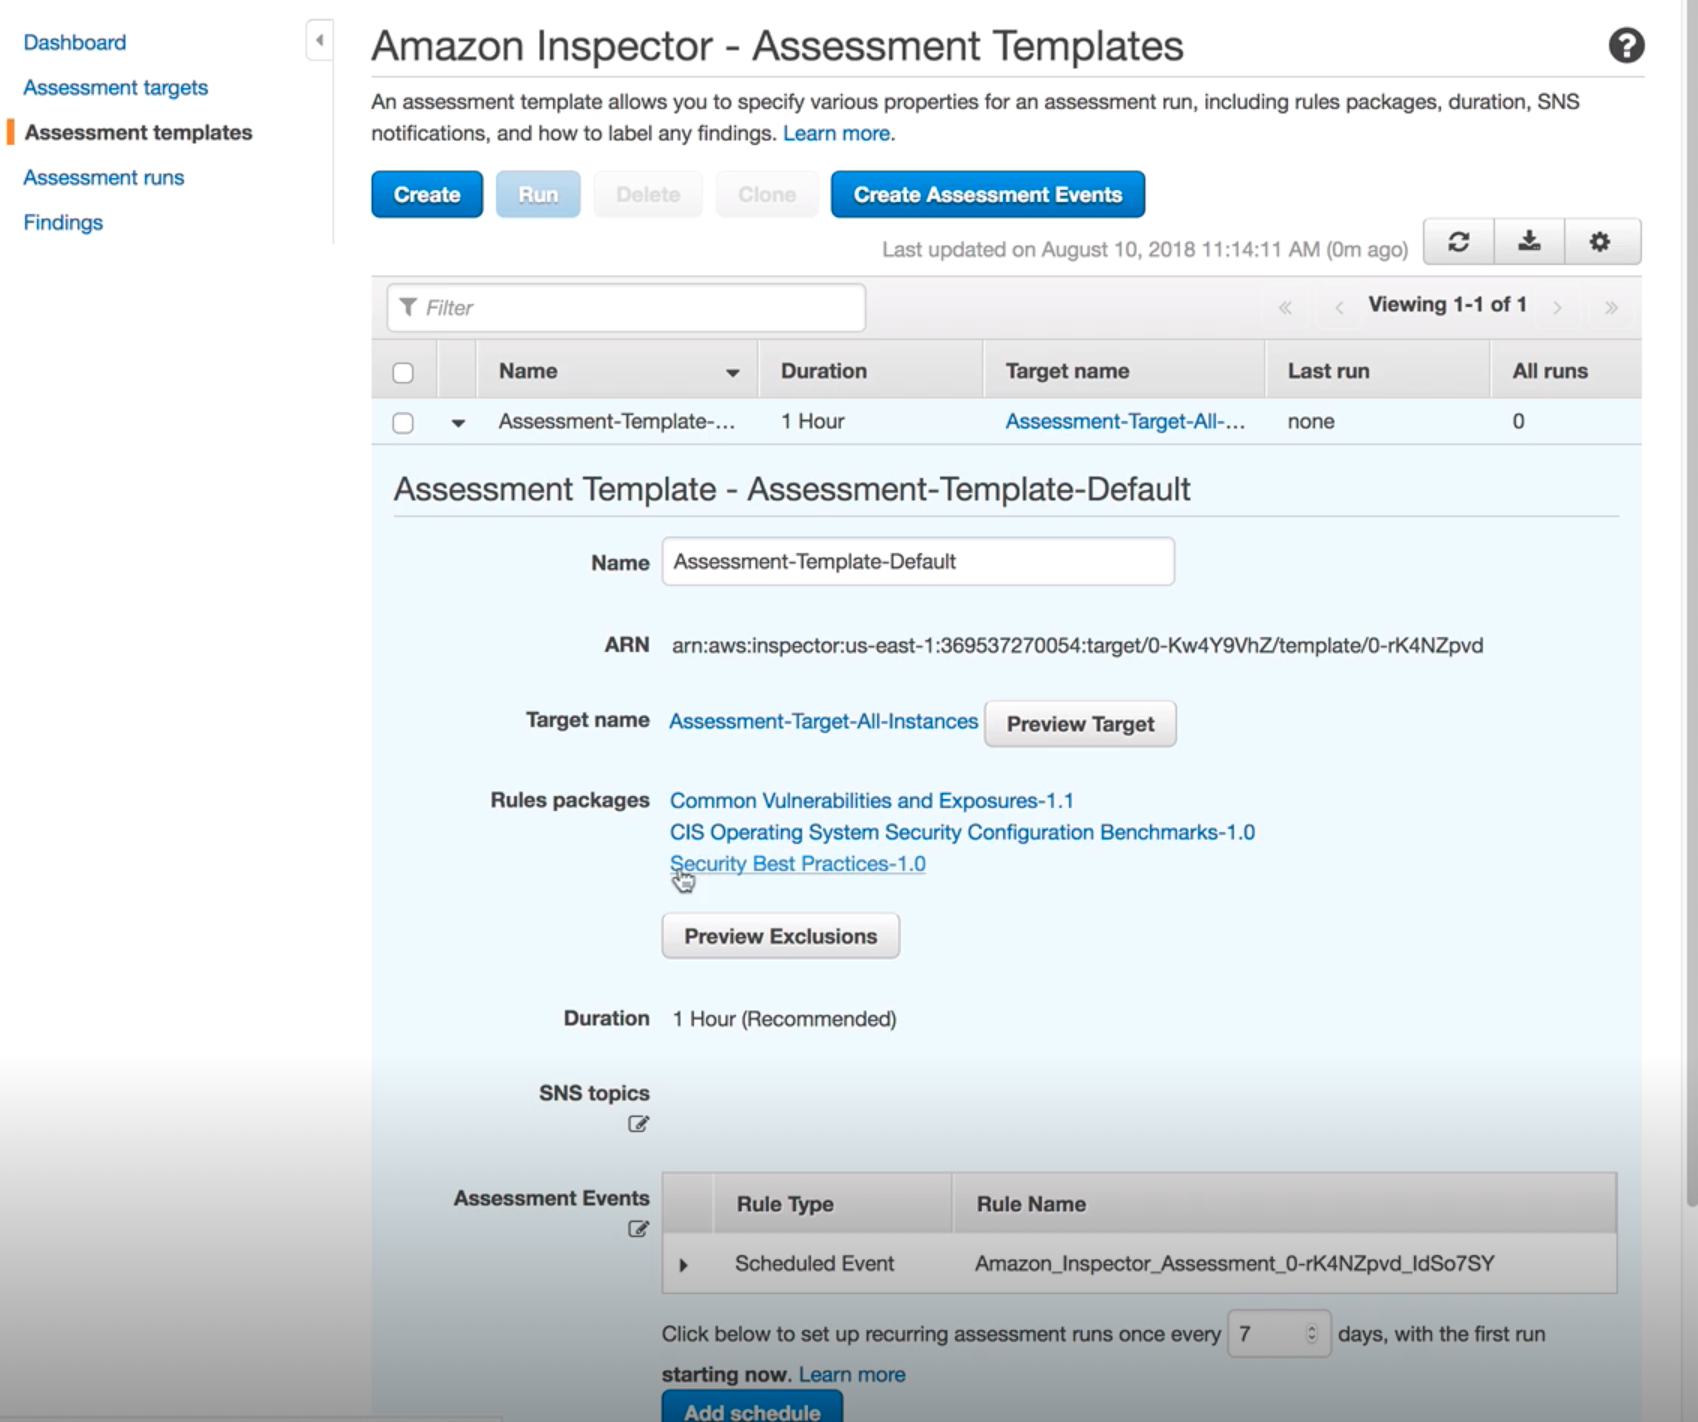 Dashboard
Assessment targets
Assessment templates
Assessment runs
Findings
Amazon Inspector - Assessment Templates
An assessment template allows you to specify various properties for an assessment run, including rules packages, duration, SNS
notifications, and how to label any findings. Learn more.
Create Run Delete Clone Create Assessment Events
Last updated on August 10, 2018 11:14:11 AM (0m ago)
Filter
Viewing 1-1 of 1
Name Duration Target name Last run All runs
Assessment-Template-... 1 Hour Assessment-Target-All-... none 0
Assessment Template - Assessment-Template-Default
Name Assessment-Template-Default
ARN arn:aws:inspector:us-east-1:369537270054:target/0-Kw4Y9VhZ/template/0-rK4NZpvd
Target name Assessment-Target-All-Instances Preview Target
Rules packages Common Vulnerabilities and Exposures-1.1
CIS Operating System Security Configuration Benchmarks-1.0
Security Best Practices-1.0
Preview Exclusions
Duration 1 Hour (Recommended)
SNS topics
Assessment Events
Rule Type Rule Name
Scheduled Event Amazon_Inspector_Assessment_0-rK4NZpvd_IdSo7SY
Click below to set up recurring assessment runs once every 7 days, with the first run
starting now. Learn more
Add schedule